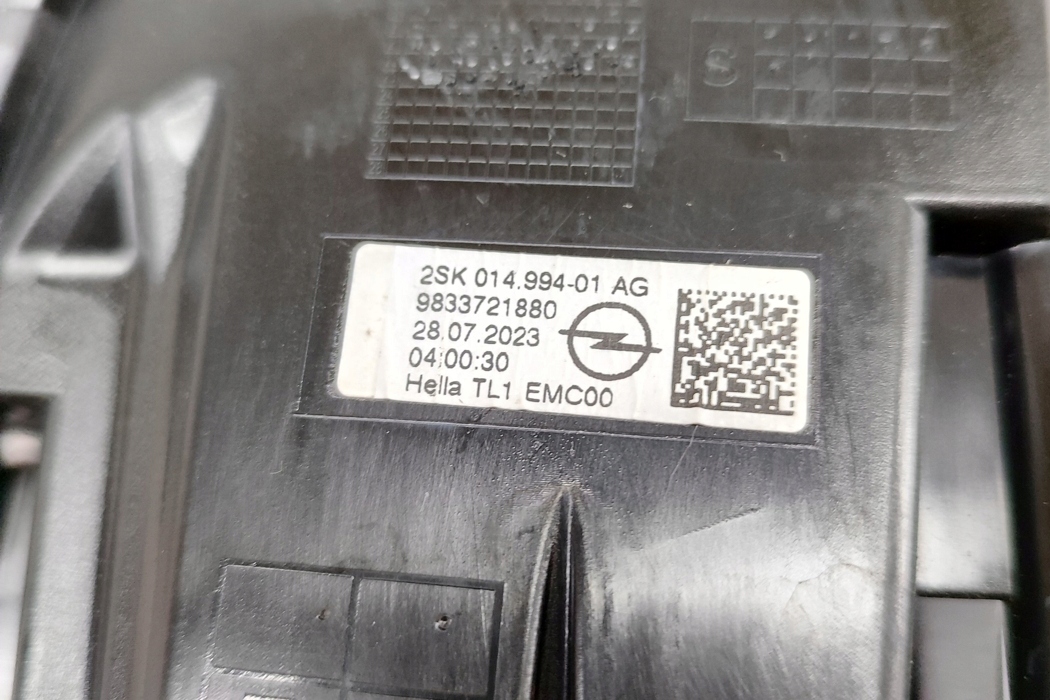 S
2SK 014.994-01 AG
9833721880
28.07.2023
04:00:30
Hella TL1 EMC00